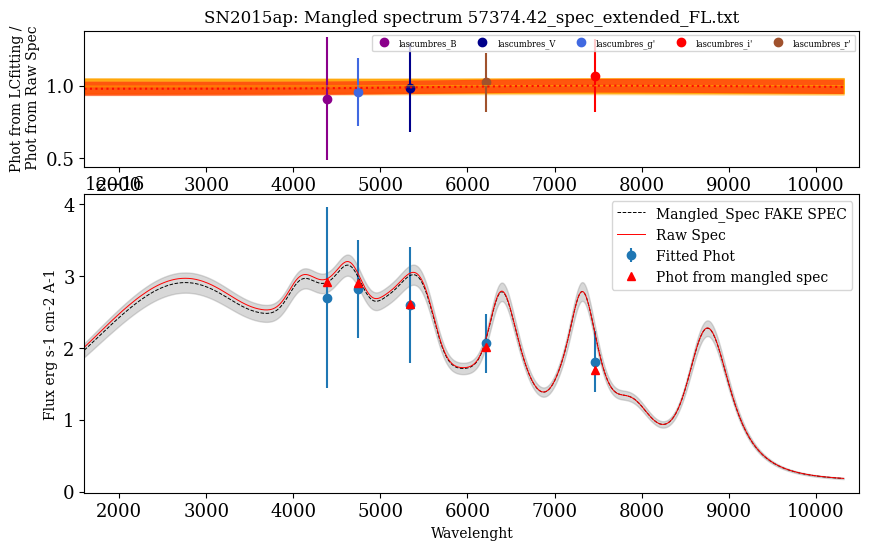 SN2015ap: Mangled spectrum 57374.42_spec_extended_FL.txt
Phot from LCfitting /
Phot from Raw Spec
lascumbres_B
lascumbres_V
lascumbres_g'
lascumbres_i'
lascumbres_r'
1.0
0.5
2000 3000 4000 5000 6000 7000 8000 9000 10000
1e−16
Flux erg s-1 cm-2 A-1
4
3
2
1
0
Mangled_Spec FAKE SPEC
Raw Spec
Fitted Phot
Phot from mangled spec
2000 3000 4000 5000 6000 7000 8000 9000 10000
Wavelenght